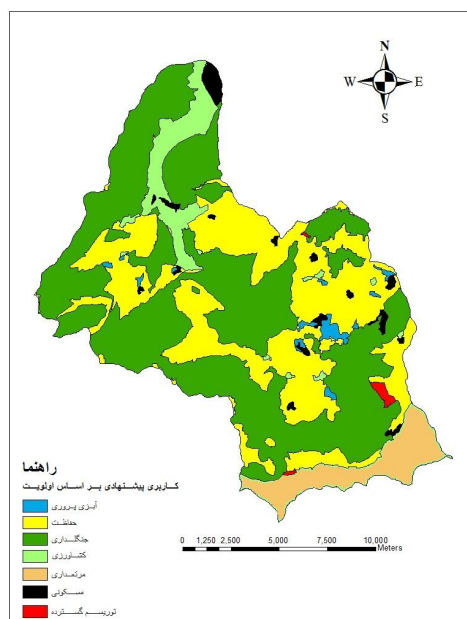 N
W E
S
راهنما
کاربری پیشنهادی بر اساس اولویت
آبزی پروری
حفاظت
جنگلداری
کشاورزی
مرتعداری
مسکونی
توریسم گسترده
0 1,250 2,500 5,000 7,500 10,000
Meters